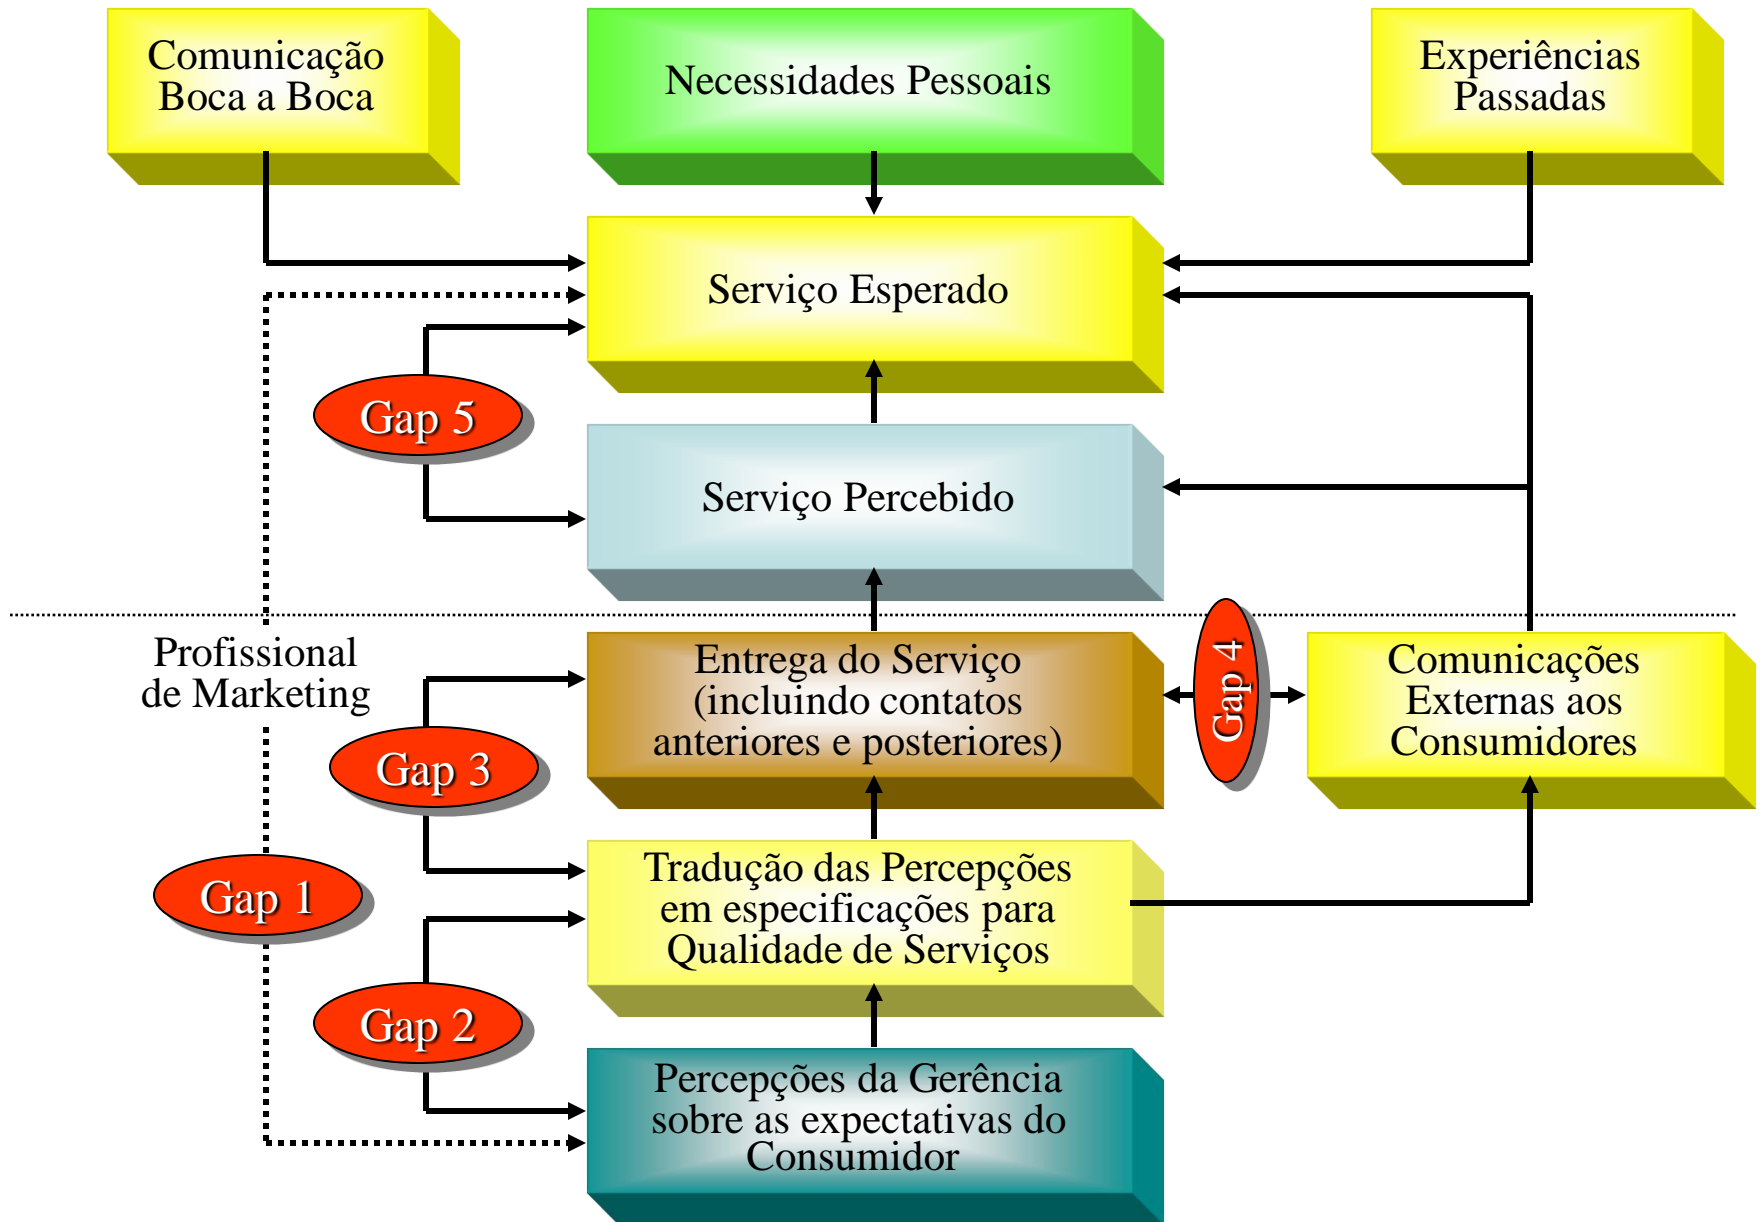 Comunicação
Boca a Boca
Necessidades Pessoais
Experiências
Passadas
Serviço Esperado
Gap 5
Serviço Percebido
Profissional
de Marketing
Entrega do Serviço
(incluindo contatos
anteriores e posteriores)
Gap 4
Comunicações
Externas aos
Consumidores
Gap 3
Gap 1
Tradução das Percepções
em especificações para
Qualidade de Serviços
Gap 2
Percepções da Gerência
sobre as expectativas do
Consumidor